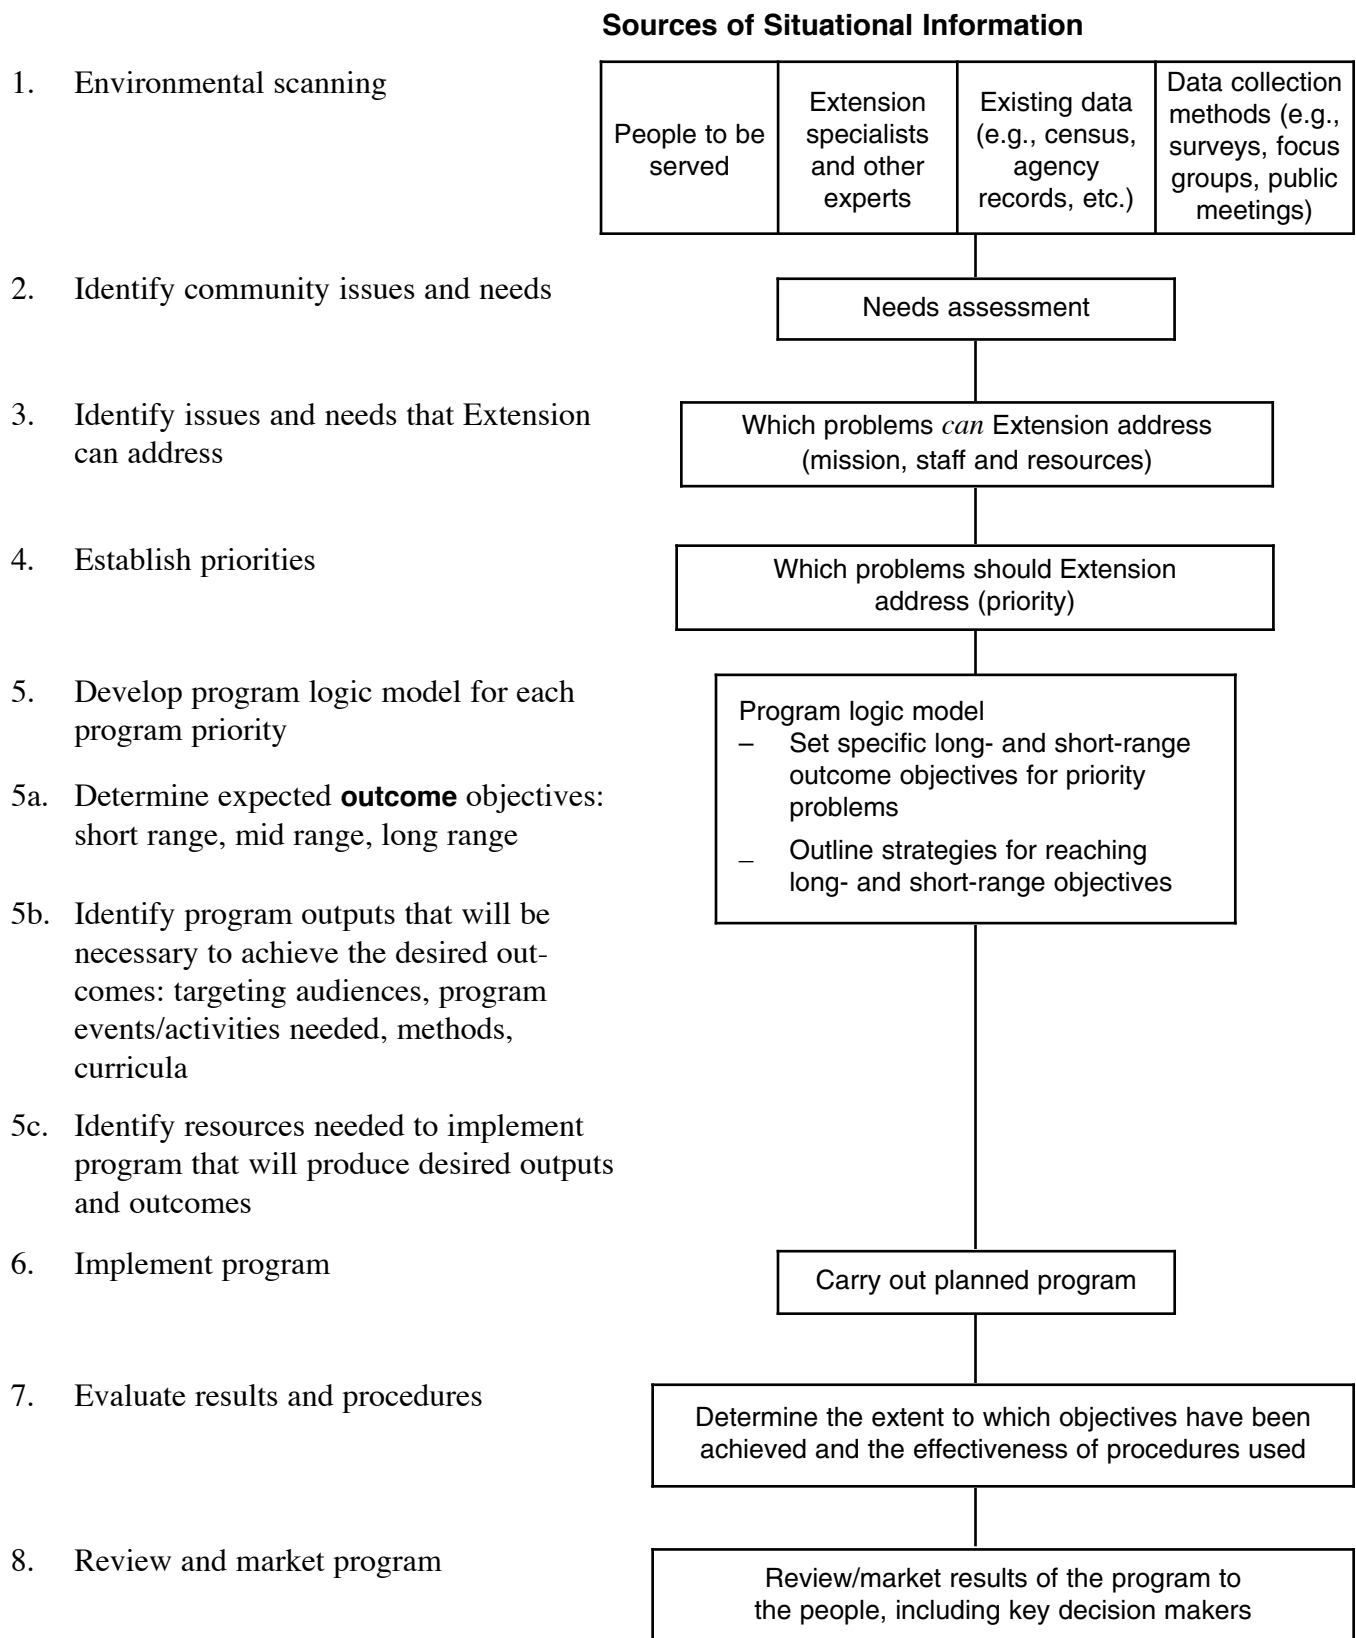 Sources of Situational Information
1. Environmental scanning
People to be
served
Extension
specialists
and other
experts
Existing data
(e.g., census,
agency
records, etc.)
Data collection
methods (e.g.,
surveys, focus
groups, public
meetings)
2. Identify community issues and needs
Needs assessment
3. Identify issues and needs that Extension
can address
Which problems can Extension address
(mission, staff and resources)
4. Establish priorities
Which problems should Extension
address (priority)
5. Develop program logic model for each
program priority
5a. Determine expected outcome objectives:
short range, mid range, long range
5b. Identify program outputs that will be
necessary to achieve the desired out-
comes: targeting audiences, program
events/activities needed, methods,
curricula
5c. Identify resources needed to implement
program that will produce desired outputs
and outcomes
Program logic model
– Set specific long- and short-range
outcome objectives for priority
problems
_ Outline strategies for reaching
long- and short-range objectives
6. Implement program
Carry out planned program
7. Evaluate results and procedures
Determine the extent to which objectives have been
achieved and the effectiveness of procedures used
8. Review and market program
Review/market results of the program to
the people, including key decision makers